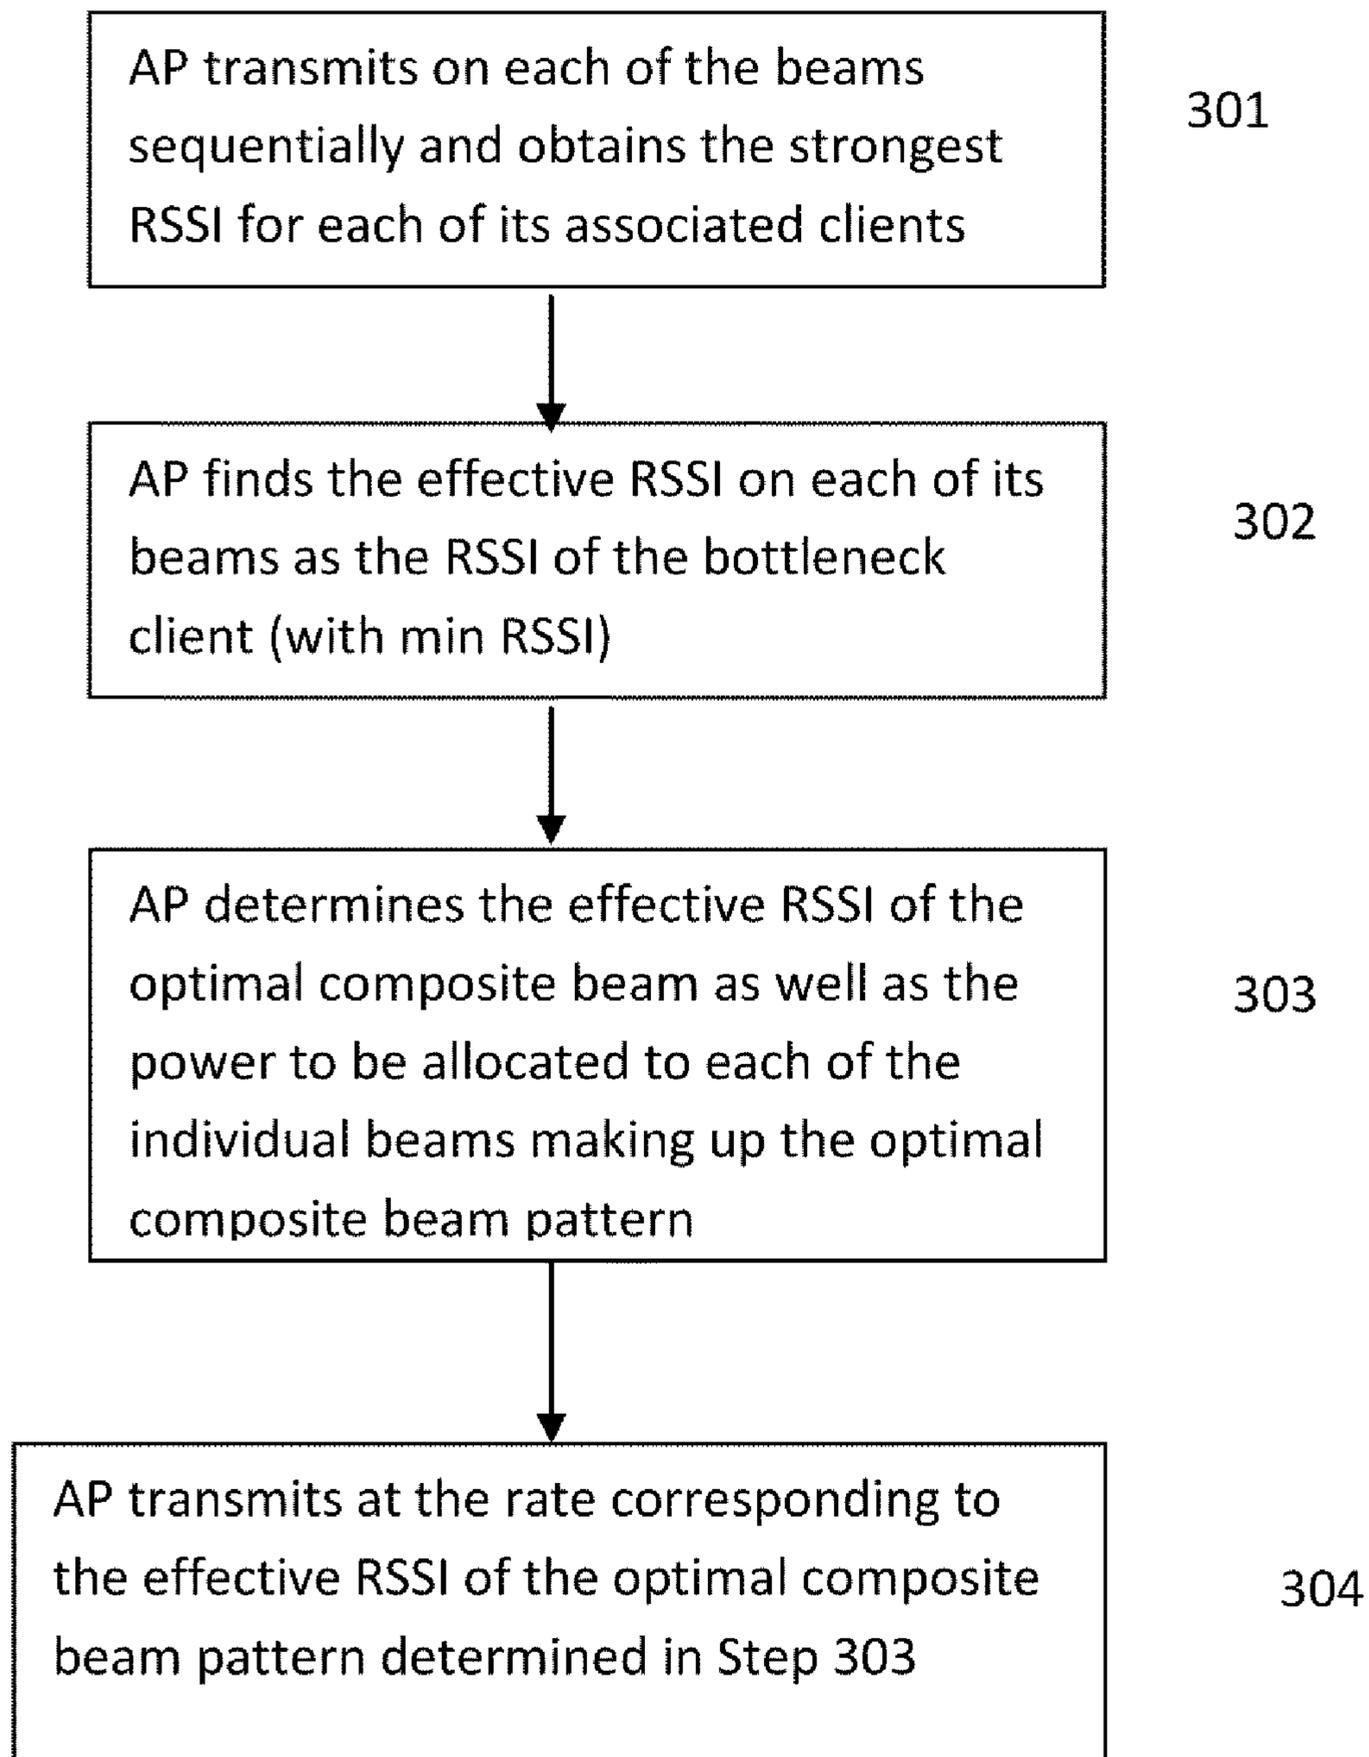 AP transmits on each of the beams
sequentially and obtains the strongest
RSSI for each of its associated clients
301
AP finds the effective RSSI on each of its
beams as the RSSI of the bottleneck
client (with min RSSI)
302
AP determines the effective RSSI of the
optimal composite beam as well as the
power to be allocated to each of the
individual beams making up the optimal
composite beam pattern
303
AP transmits at the rate corresponding to
the effective RSSI of the optimal composite
beam pattern determined in Step 303
304